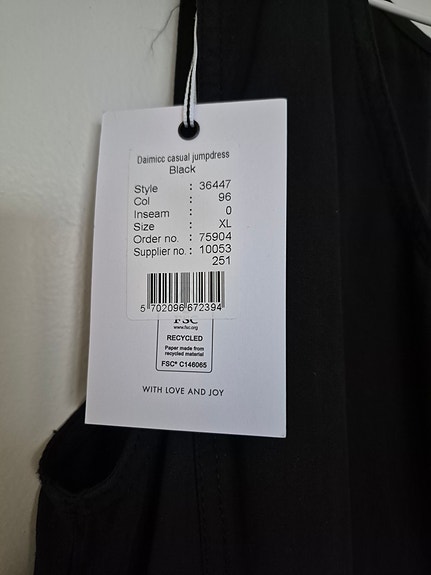 Daimicc casual jumpdress
Black
Style : 36447
Col : 96
Inseam : 0
Size : XL
Order no. : 75904
Supplier no. : 10053
251
5 702096 672394
FSC
www.fsc.org
RECYCLED
Paper made from
recycled material
FSC® C146065
WITH LOVE AND JOY